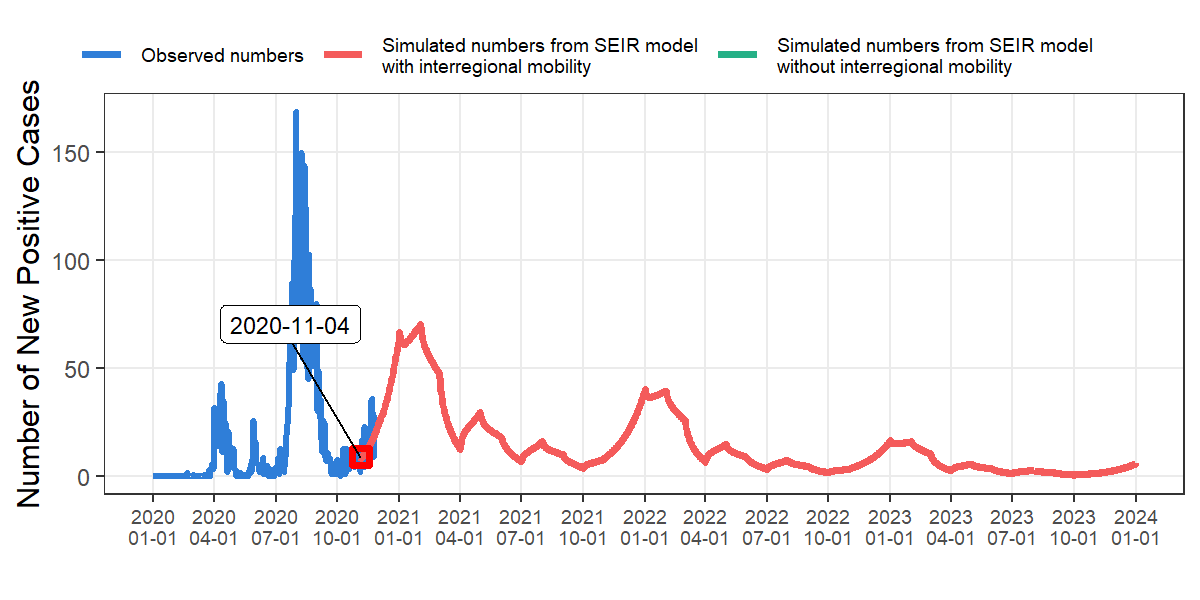 Observed numbers
Simulated numbers from SEIR model
with interregional mobility
Simulated numbers from SEIR model
without interregional mobility
Number of New Positive Cases
150
100
50
0
2020-11-04
2020 2020 2020 2020 2021 2021 2021 2021 2022 2022 2022 2022 2023 2023 2023 2023 2024
01-01 04-01 07-01 10-01 01-01 04-01 07-01 10-01 01-01 04-01 07-01 10-01 01-01 04-01 07-01 10-01 01-01